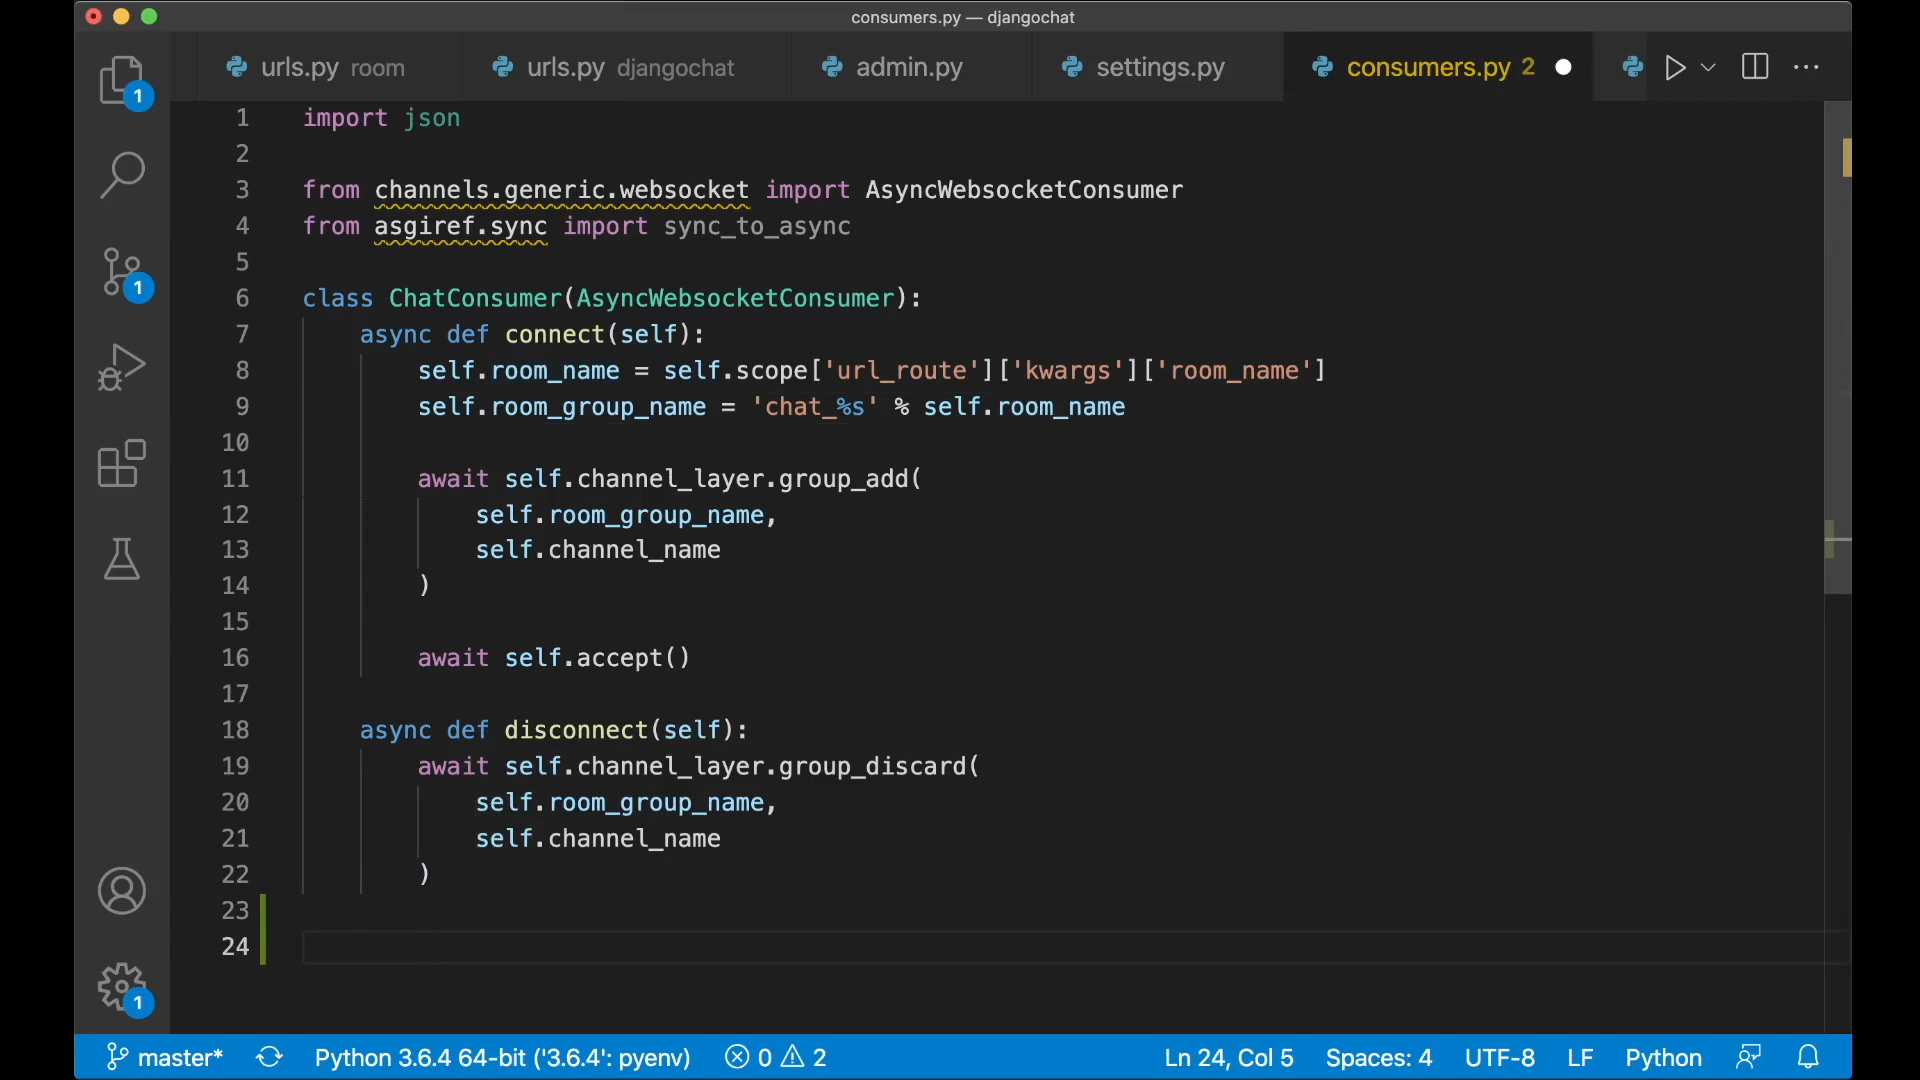 consumers.py — djangochat
urls.py room urls.py djangochat admin.py settings.py consumers.py 2
1
1 import json
2
3 from channels.generic.websocket import AsyncWebsocketConsumer
4 from asgiref.sync import sync_to_async
5
6 class ChatConsumer(AsyncWebsocketConsumer):
1
7 async def connect(self):
8 self.room_name = self.scope['url_route']['kwargs']['room_name']
9 self.room_group_name = 'chat_%s' % self.room_name
10
11 await self.channel_layer.group_add(
12 self.room_group_name,
13 self.channel_name
14 )
15
16 await self.accept()
17
18 async def disconnect(self):
19 await self.channel_layer.group_discard(
20 self.room_group_name,
21 self.channel_name
22 )
23
24
1
master* Python 3.6.4 64-bit ('3.6.4': pyenv) 0 2 Ln 24, Col 5 Spaces: 4 UTF-8 LF Python